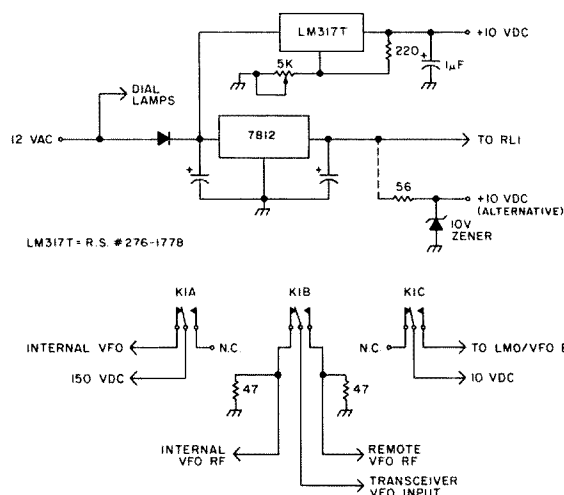 LM317T
+10 VDC
220
+
1µF
5K
DIAL
LAMPS
12 VAC
7812
TO RL1
+
+
56
+10 VDC
(ALTERNATIVE)
10V
ZENER
LM317T = R.S. #276-1778
K1A
K1B
K1C
INTERNAL VFO
N.C.
N.C.
TO LMO/VFO B
150 VDC
10 VDC
47
47
INTERNAL
VFO RF
REMOTE
VFO RF
TRANSCEIVER
VFO INPUT